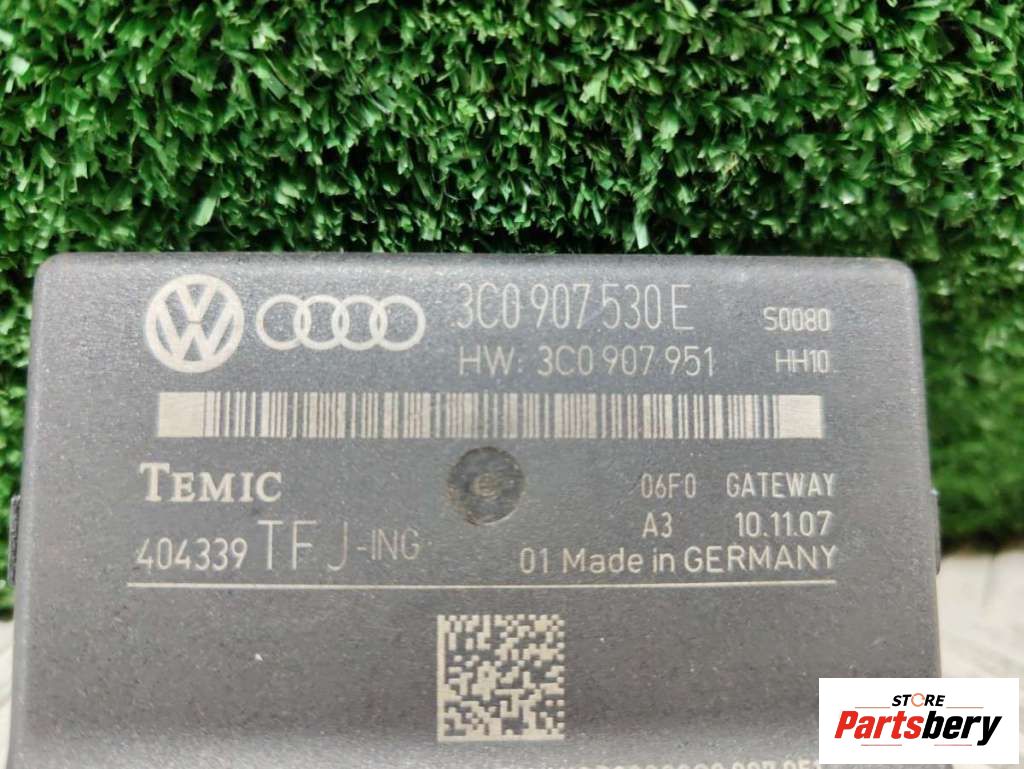 3C0 907 530 E S0080
HW: 3C0 907 951 HH10
TEMIC 06F0 GATEWAY
A3 10.11.07
404339 TFJ-ING 01 Made in GERMANY
STORE
Partsbery